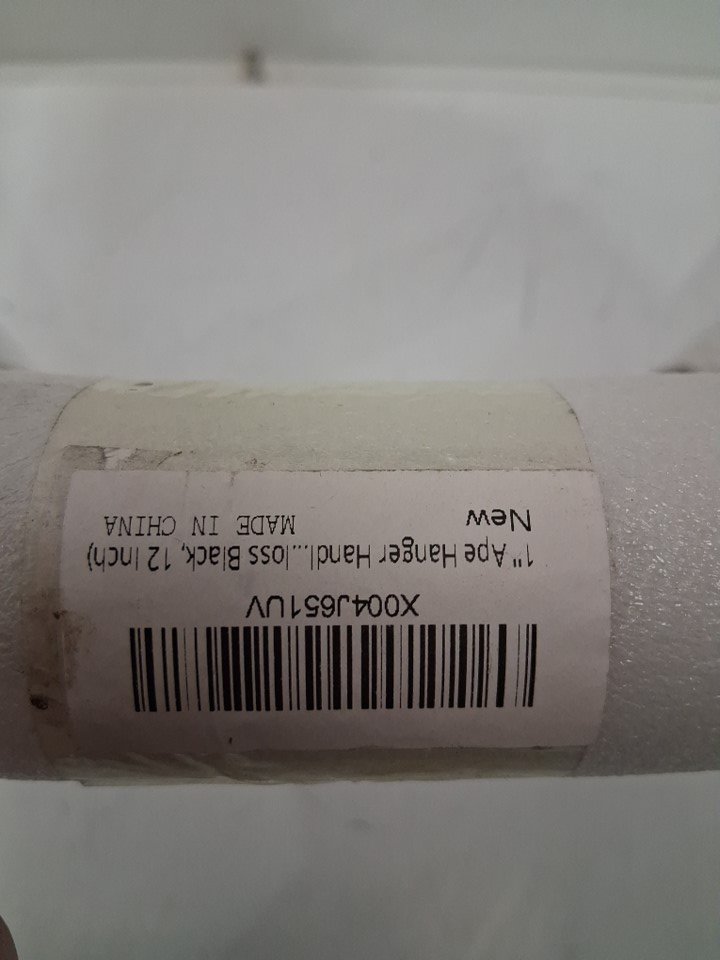 X004J651UV
1" Ape Hanger Handl...loss Black, 12 Inch)
New
MADE IN CHINA